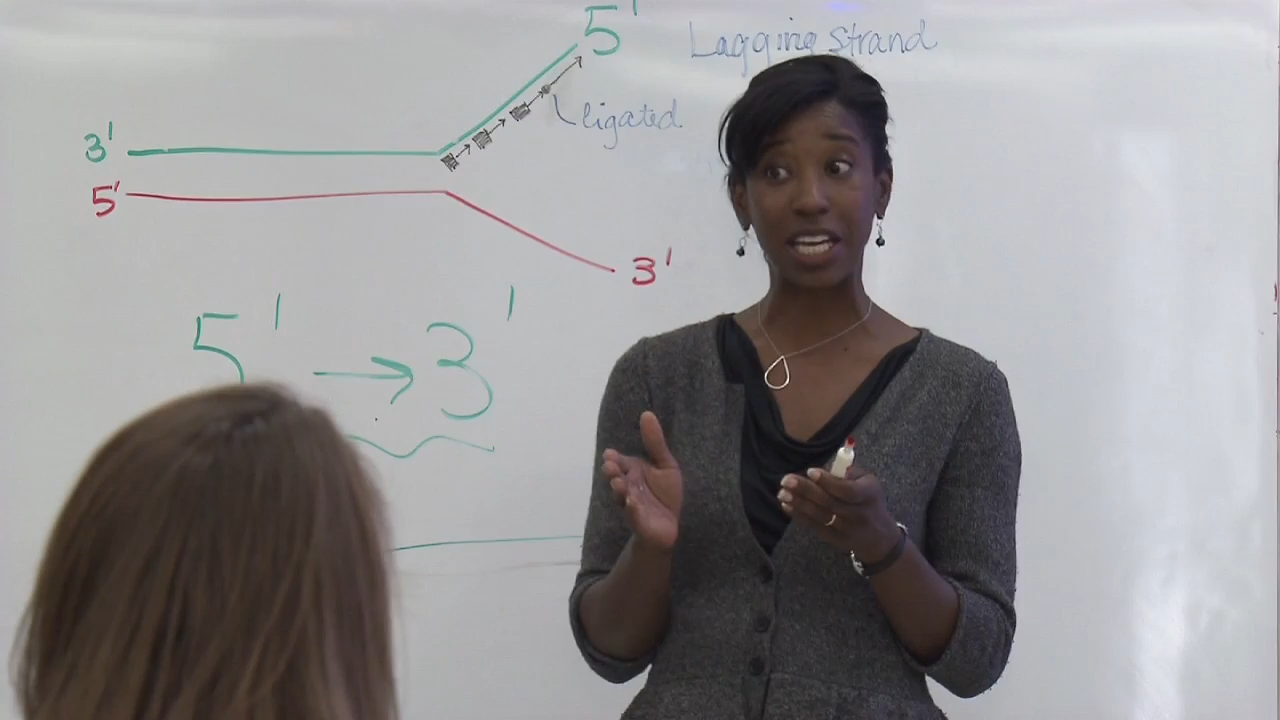 5'
Lagging Strand
ligated
3'
5'
3'
5' → 3'